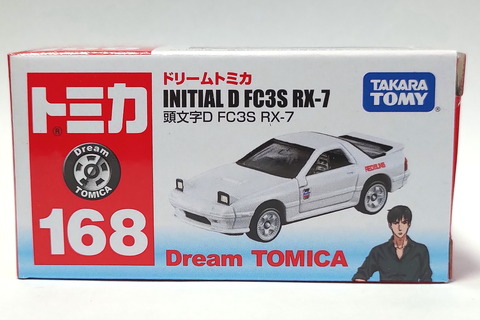 トミカ
®
Dream
TOMICA
168
ドリームトミカ
INITIAL D FC3S RX-7
頭文字D FC3S RX-7
TAKARA
TOMY
REDSUNS
Dream TOMICA